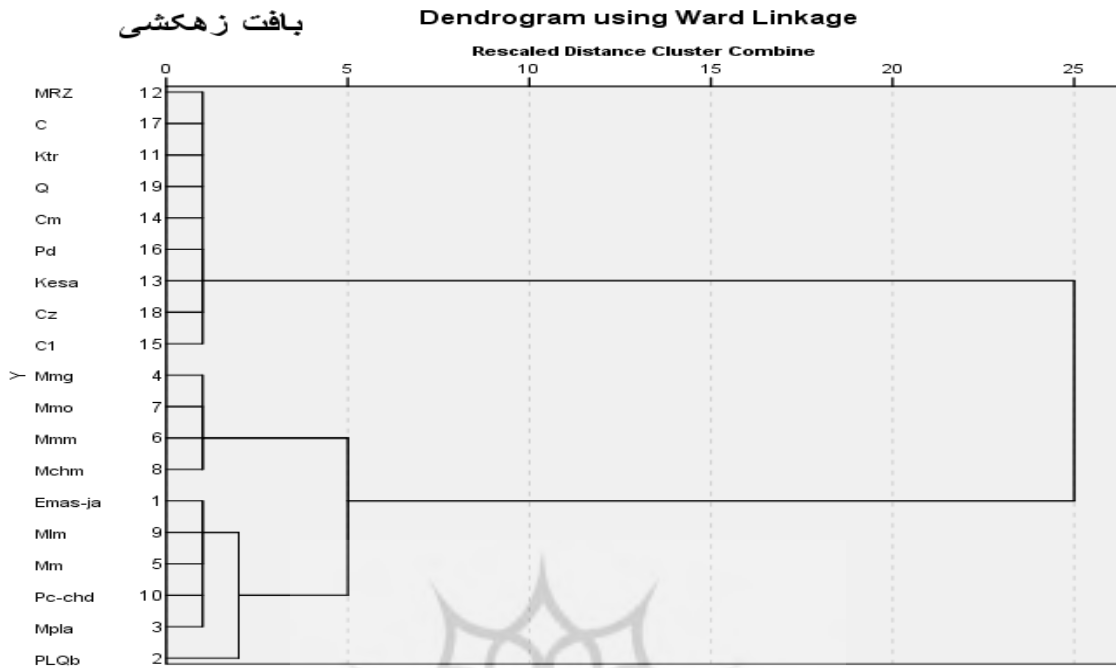 بافت زهکشی
Dendrogram using Ward Linkage
Rescaled Distance Cluster Combine
0 5 10 15 20 25
MRZ 12
C 17
Ktr 11
Q 19
Cm 14
Pd 16
Kesa 13
Cz 18
C1 15
Y
Mmg 4
Mmo 7
Mmm 6
Mchm 8
Emas-ja 1
Mlm 9
Mm 5
Pc-chd 10
Mpla 3
PLQb 2